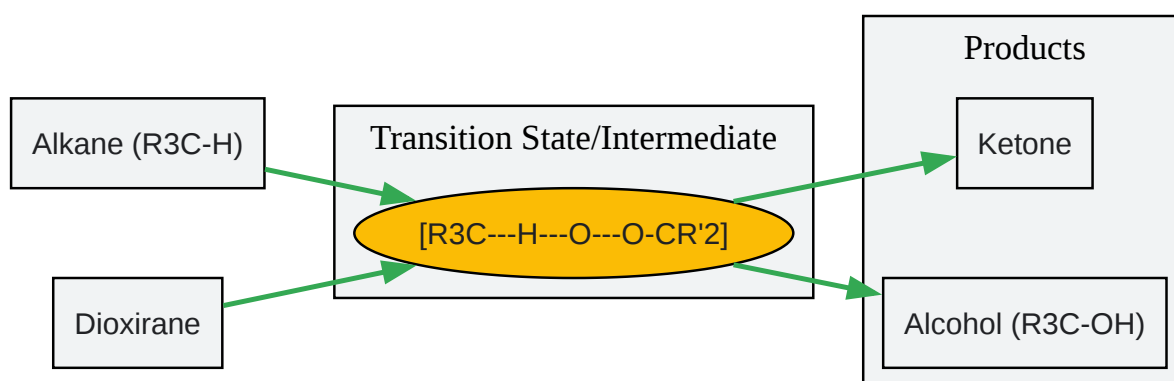 Products
Alkane (R3C-H)
Transition State/Intermediate
Ketone
[R3C---H---O---O-CR'2]
Dioxirane
Alcohol (R3C-OH)